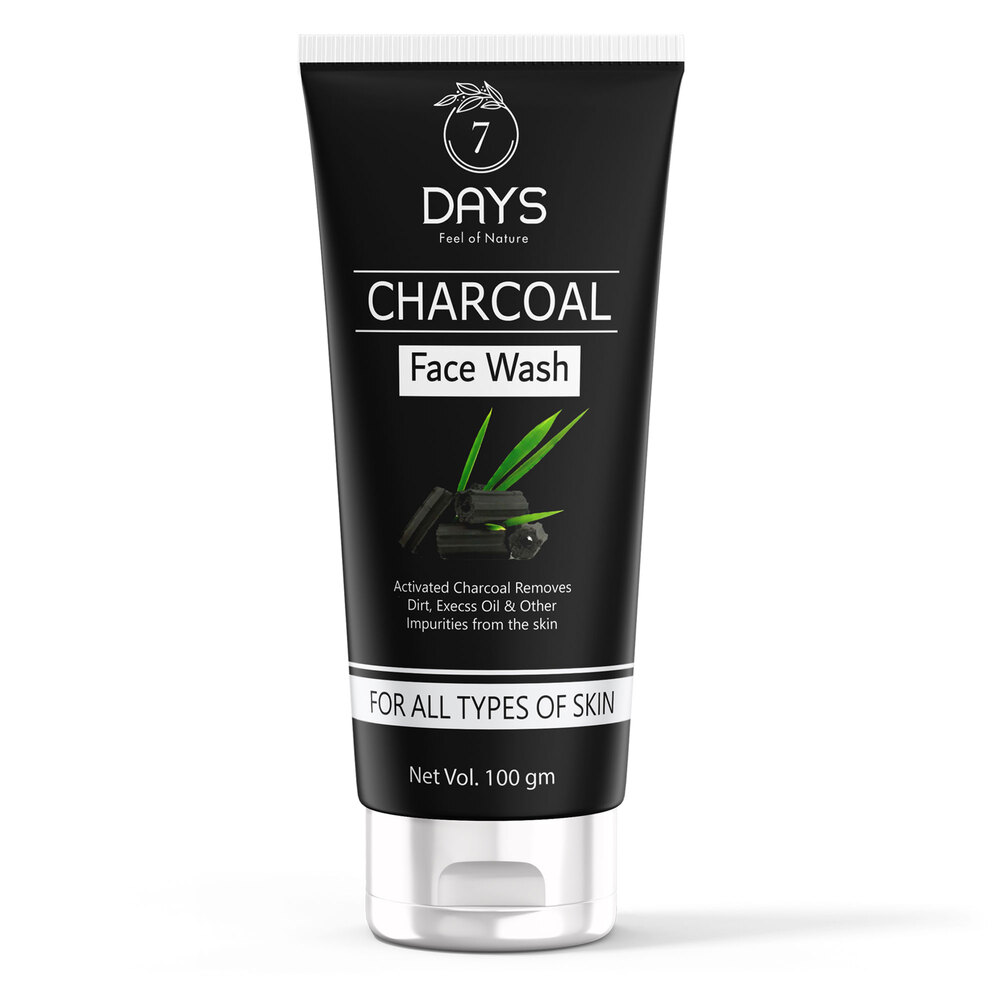 7
DAYS
Feel of Nature
CHARCOAL
Face Wash
Activated Charcoal Removes
Dirt, Execss Oil & Other
Impurities from the skin
FOR ALL TYPES OF SKIN
Net Vol. 100 gm